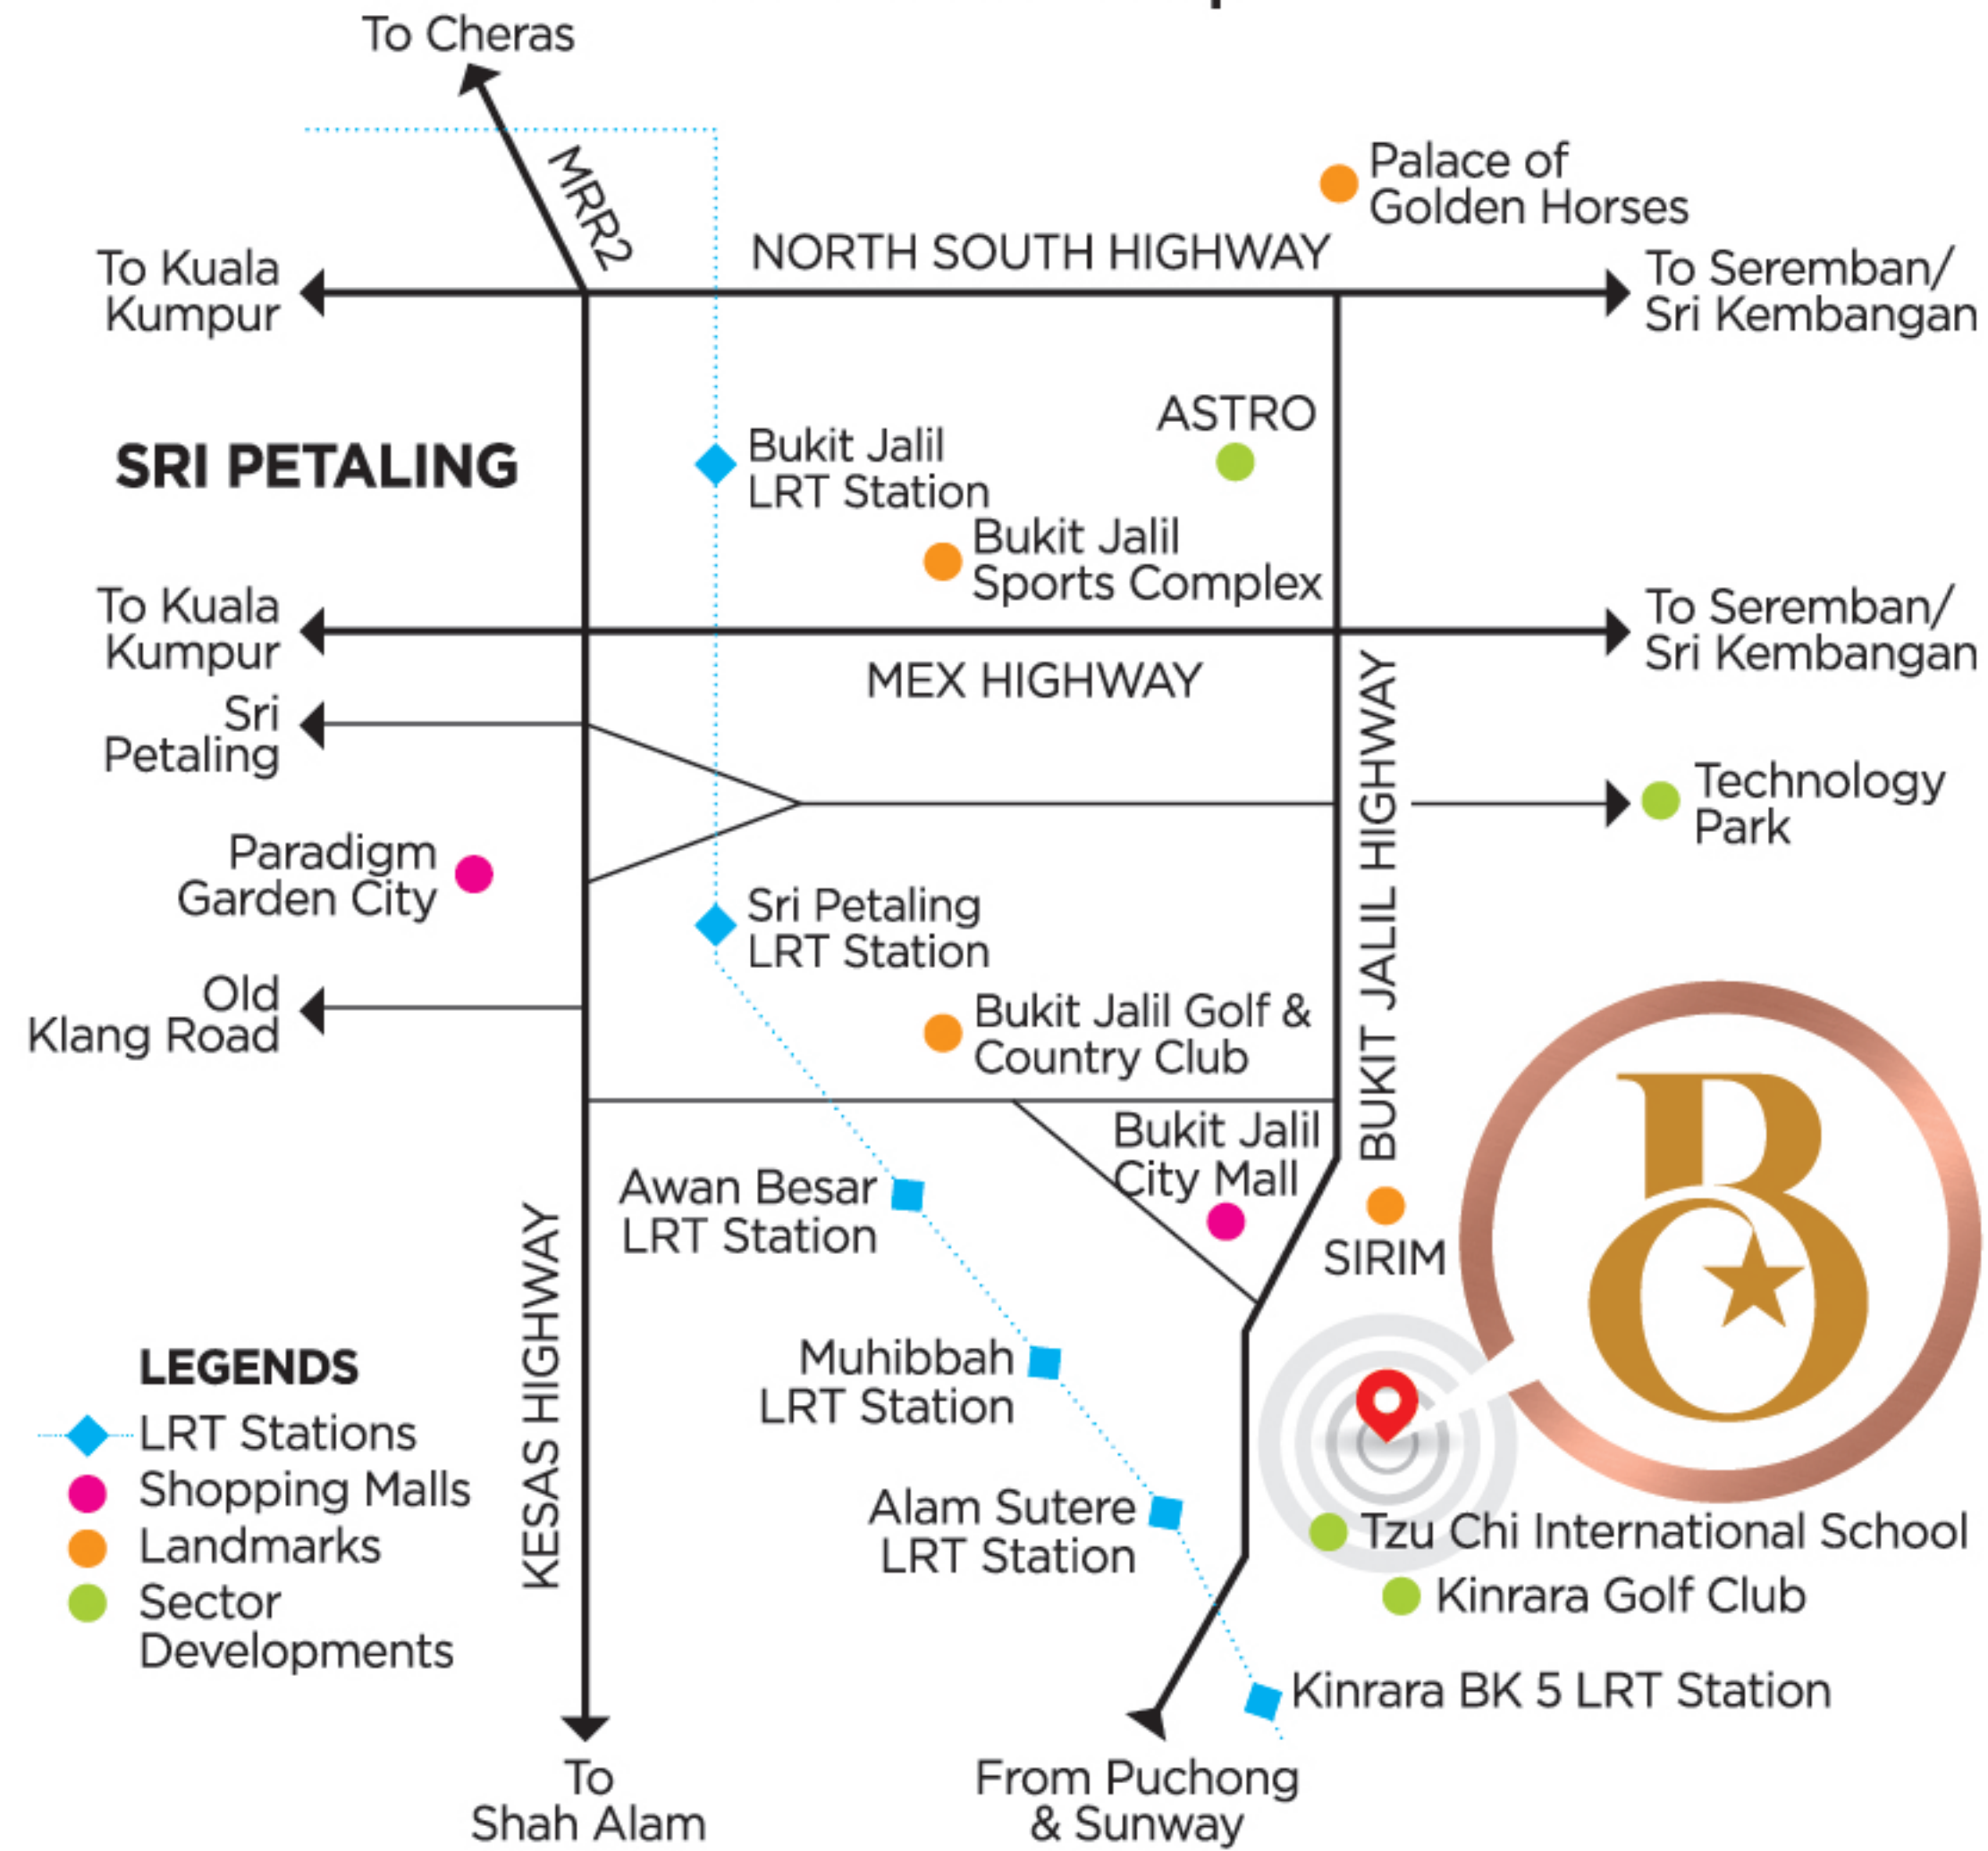 To Cheras
MRR2
Palace of
Golden Horses
NORTH SOUTH HIGHWAY
To Kuala
Kumpur
To Seremban/
Sri Kembangan
ASTRO
SRI PETALING
Bukit Jalil
LRT Station
Bukit Jalil
Sports Complex
To Kuala
Kumpur
To Seremban/
Sri Kembangan
MEX HIGHWAY
Sri
Petaling
BUKIT JALIL HIGHWAY
Technology
Park
Paradigm
Garden City
Sri Petaling
LRT Station
Old
Klang Road
Bukit Jalil Golf &
Country Club
Bukit Jalil
City Mall
Awan Besar
LRT Station
SIRIM
B
KESAS HIGHWAY
Muhibbah
LRT Station
LEGENDS
LRT Stations
Shopping Malls
Landmarks
Sector
Developments
Alam Sutere
LRT Station
Tzu Chi International School
Kinrara Golf Club
Kinrara BK 5 LRT Station
To
Shah Alam
From Puchong
& Sunway